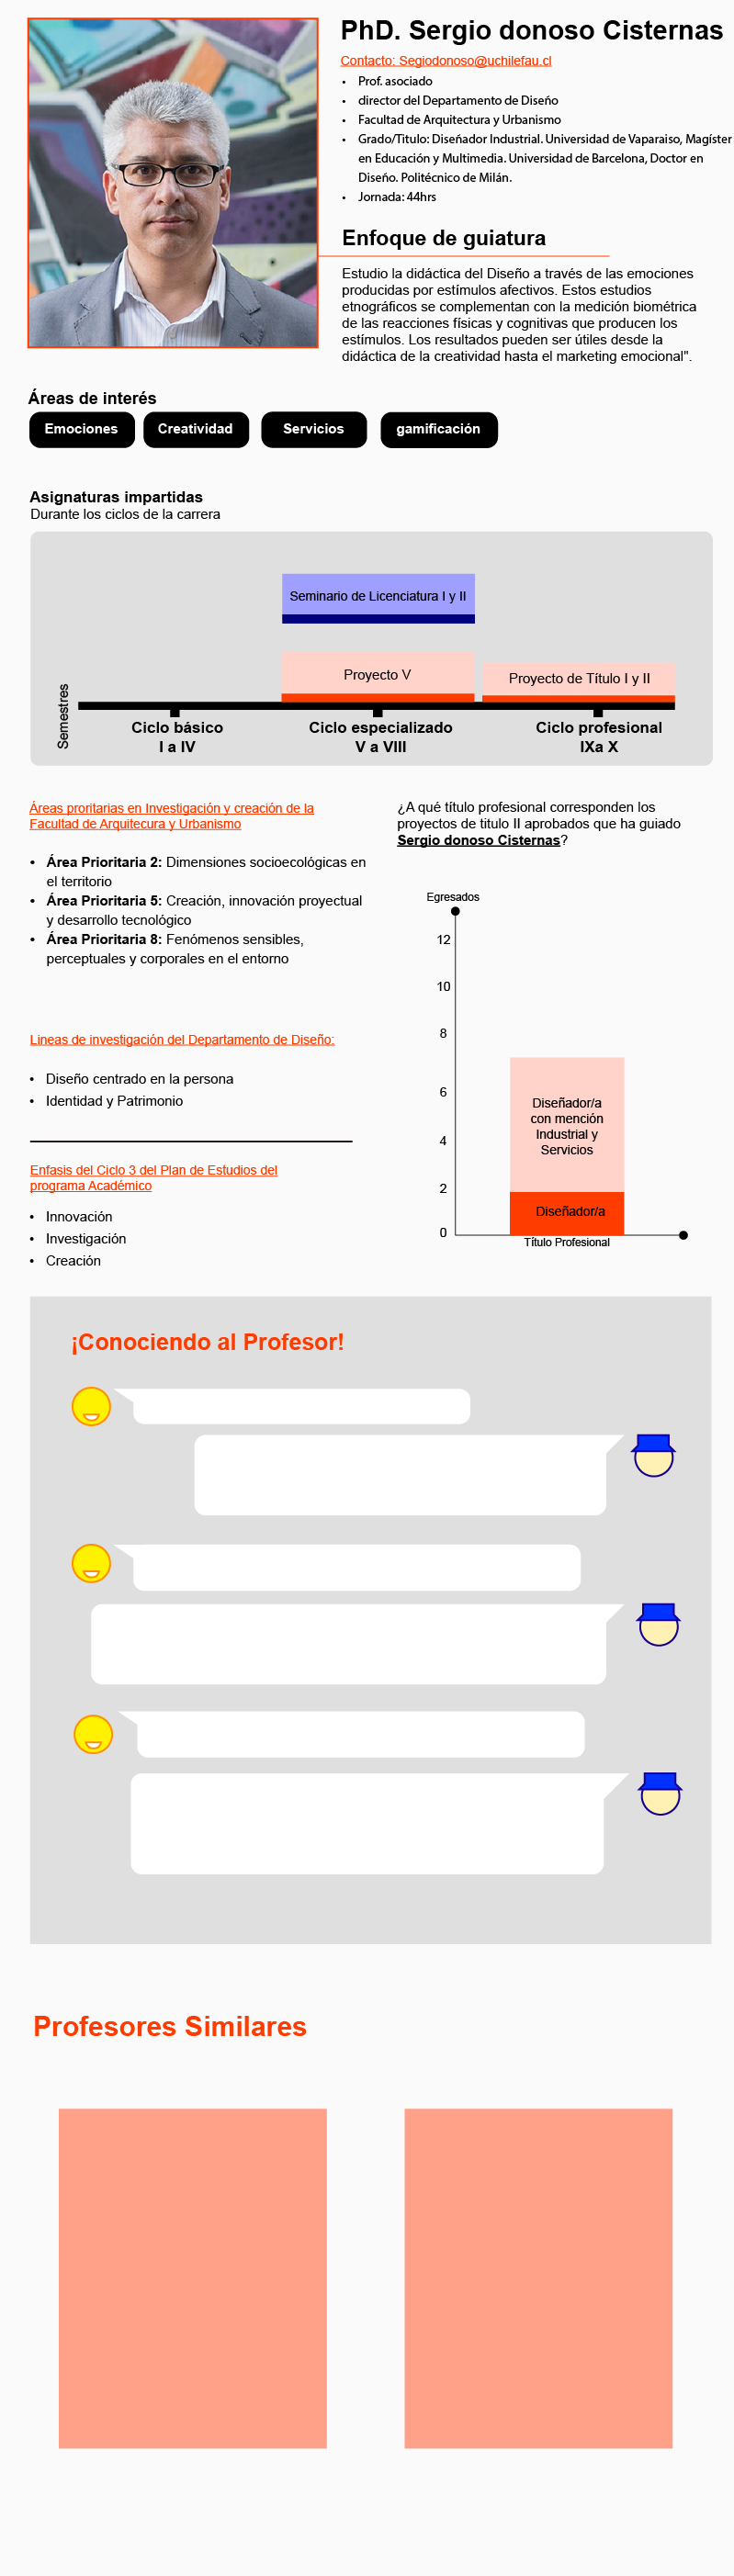 PhD. Sergio donoso Cisternas
Contacto: Segiodonoso@uchilefau.cl
• Prof. asociado
• director del Departamento de Diseño
• Facultad de Arquitectura y Urbanismo
• Grado/Titulo: Diseñador Industrial. Universidad de Vaparaiso, Magíster
en Educación y Multimedia. Universidad de Barcelona, Doctor en
Diseño. Politécnico de Milán.
• Jornada: 44hrs
Enfoque de guiatura
Estudio la didáctica del Diseño a través de las emociones
producidas por estímulos afectivos. Estos estudios
etnográficos se complementan con la medición biométrica
de las reacciones físicas y cognitivas que producen los
estímulos. Los resultados pueden ser útiles desde la
didáctica de la creatividad hasta el marketing emocional".
Áreas de interés
Emociones
Creatividad
Servicios
gamificación
Asignaturas impartidas
Durante los ciclos de la carrera
Seminario de Licenciatura I y II
Proyecto V
Proyecto de Título I y II
Semestres
Ciclo básico
I a IV
Ciclo especializado
V a VIII
Ciclo profesional
IXa X
Áreas proritarias en Investigación y creación de la
Facultad de Arquitecura y Urbanismo
• Área Prioritaria 2: Dimensiones socioecológicas en
el territorio
• Área Prioritaria 5: Creación, innovación proyectual
y desarrollo tecnológico
• Área Prioritaria 8: Fenómenos sensibles,
perceptuales y corporales en el entorno
Lineas de investigación del Departamento de Diseño:
• Diseño centrado en la persona
• Identidad y Patrimonio
Enfasis del Ciclo 3 del Plan de Estudios del
programa Académico
• Innovación
• Investigación
• Creación
¿A qué título profesional corresponden los
proyectos de titulo II aprobados que ha guiado
Sergio donoso Cisternas?
Egresados
12
10
8
6
4
2
0
Diseñador/a
con mención
Industrial y
Servicios
Diseñador/a
Título Profesional
¡Conociendo al Profesor!
Profesores Similares